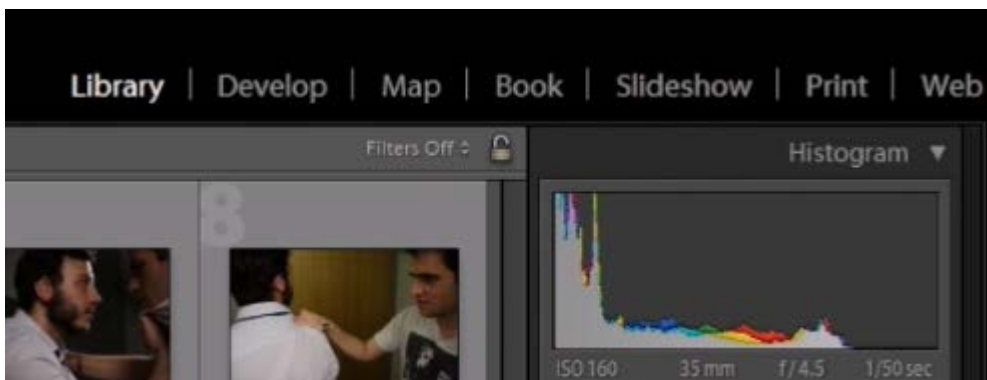 Library | Develop | Map | Book | Slideshow | Print | Web
Filters Off
Histogram
8
ISO 160 35 mm f / 4.5 1/50 sec